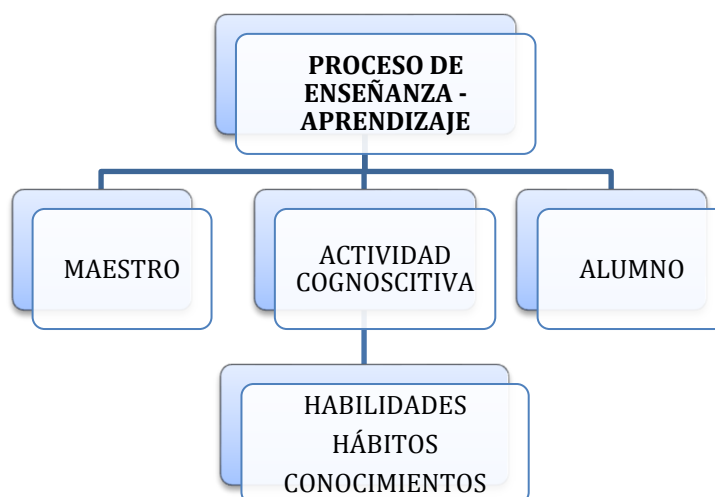 PROCESO DE
ENSEÑANZA -
APRENDIZAJE
MAESTRO
ACTIVIDAD
COGNOSCITIVA
ALUMNO
HABILIDADES
HÁBITOS
CONOCIMIENTOS